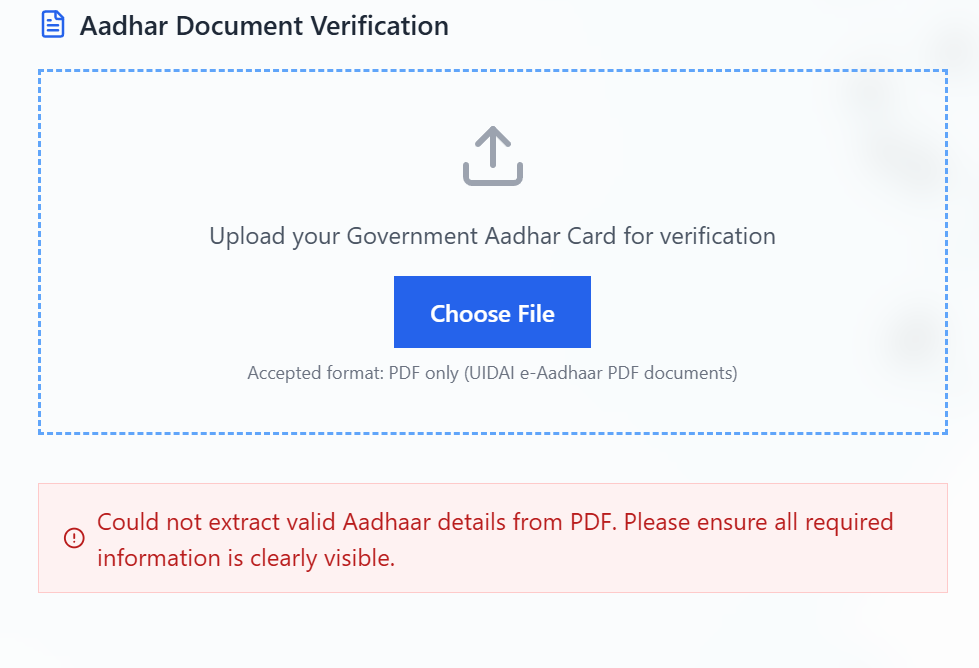 Aadhar Document Verification
Upload your Government Aadhar Card for verification
Choose File
Accepted format: PDF only (UIDAI e-Aadhaar PDF documents)
Could not extract valid Aadhaar details from PDF. Please ensure all required
information is clearly visible.